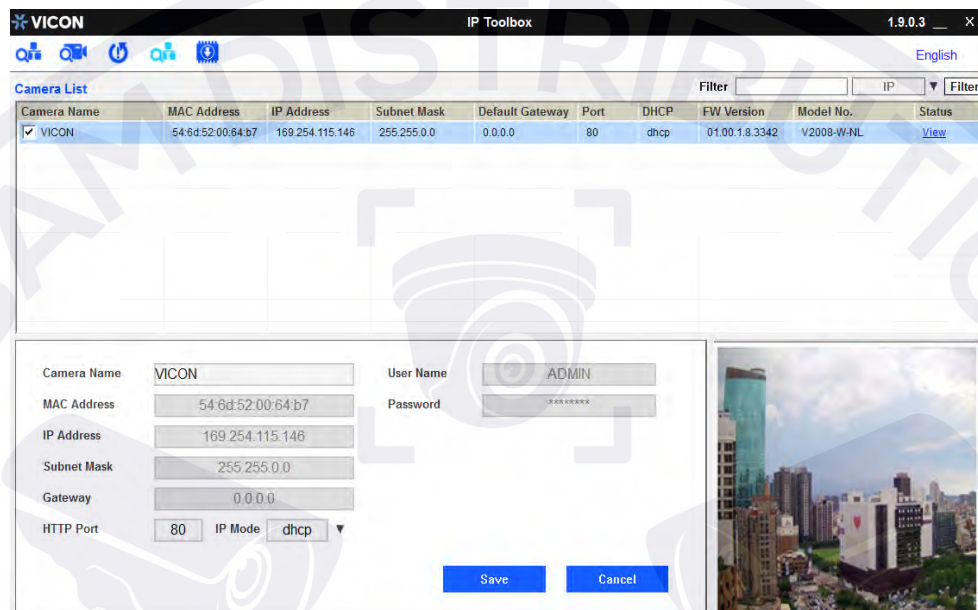 VICON IP Toolbox 1.9.0.3 __ X
English
Camera List Filter IP ▼ Filter
Camera Name MAC Address IP Address Subnet Mask Default Gateway Port DHCP FW Version Model No. Status
VICON 54:6d:52:00:64:b7 169.254.115.146 255.255.0.0 0.0.0.0 80 dhcp 01.00.1.8.3342 V2008-W-NL View
Camera Name VICON User Name ADMIN
MAC Address 54:6d:52:00:64:b7 Password ********
IP Address 169.254.115.146
Subnet Mask 255.255.0.0
Gateway 0.0.0.0
HTTP Port 80 IP Mode dhcp ▼
Save Cancel